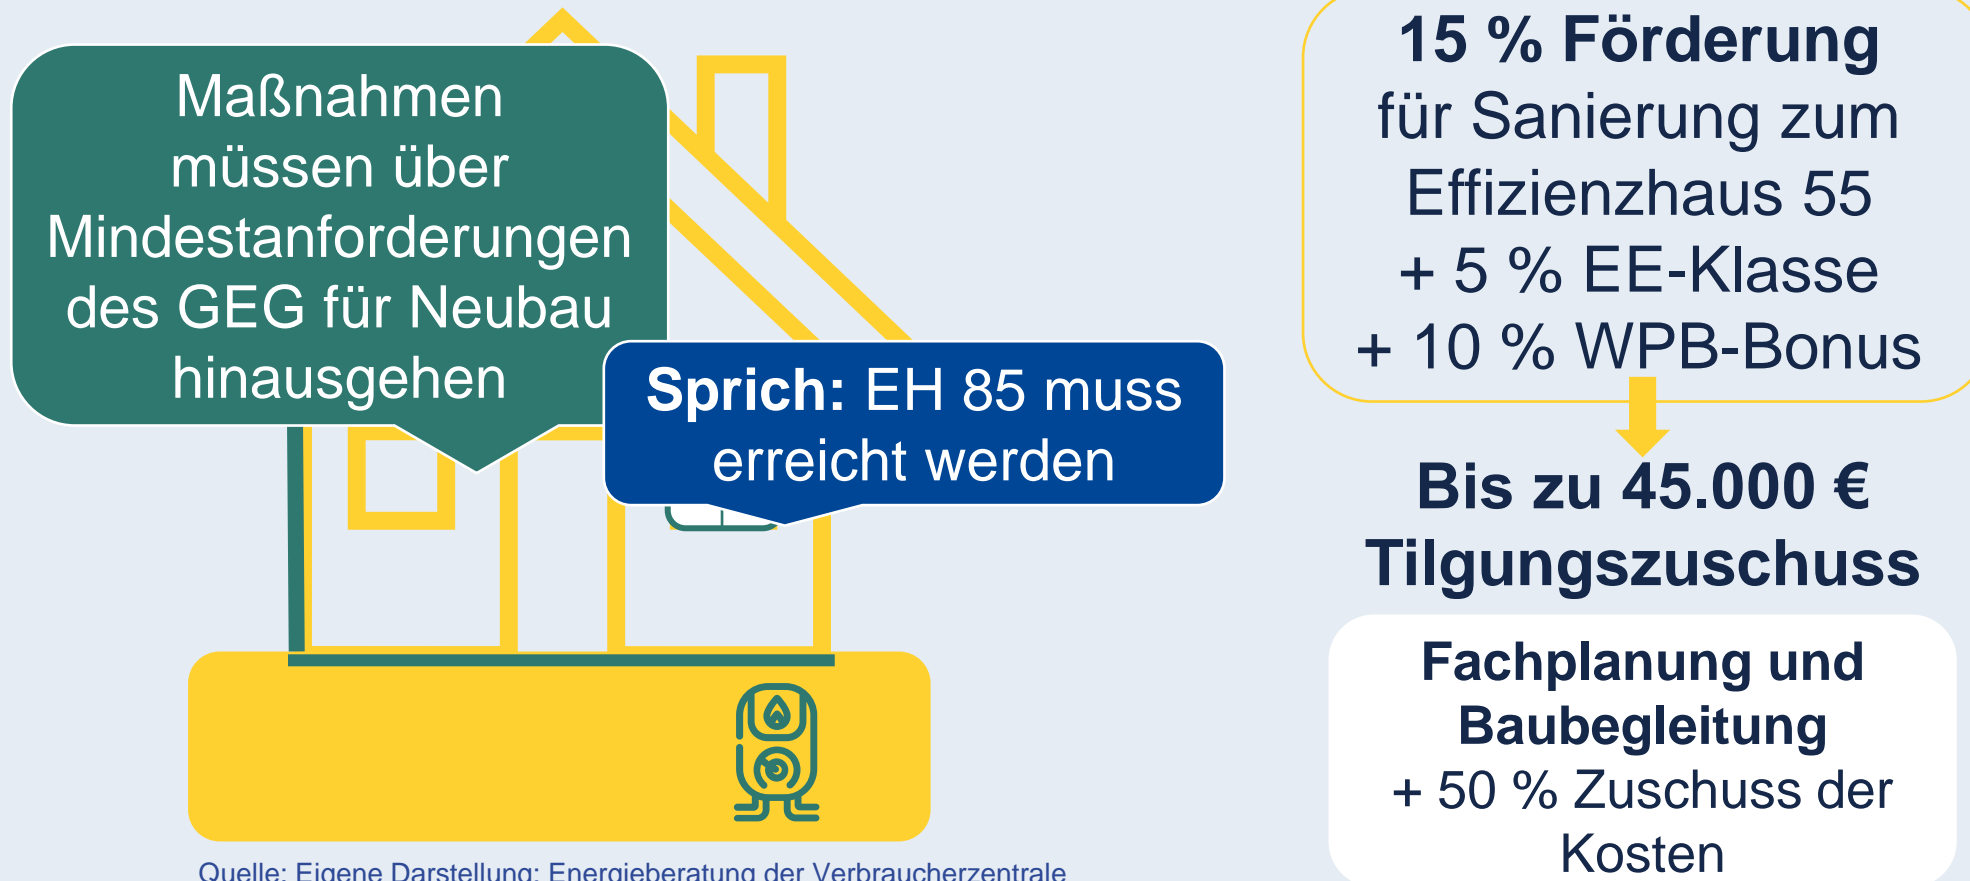 Maßnahmen
müssen über
Mindestanforderungen
des GEG für Neubau
hinausgehen
Sprich: EH 85 muss
erreicht werden
15 % Förderung
für Sanierung zum
Effizienzhaus 55
+ 5 % EE-Klasse
+ 10 % WPB-Bonus
Bis zu 45.000 €
Tilgungszuschuss
Fachplanung und
Baubegleitung
+ 50 % Zuschuss der
Kosten
Quelle: Eigene Darstellung; Energieberatung der Verbraucherzentrale